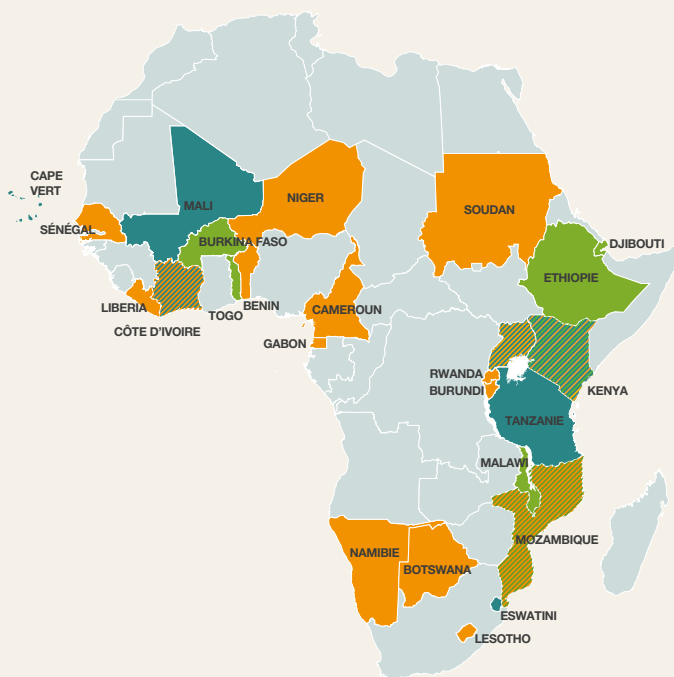 CAPE
VERT
MALI
NIGER
SOUDAN
SÉNÉGAL
BURKINA FASO
DJIBOUTI
ETHIOPIE
LIBERIA
BENIN
CAMEROUN
TOGO
CÔTE D'IVOIRE
GABON
RWANDA
BURUNDI
KENYA
TANZANIE
MALAWI
MOZAMBIQUE
NAMIBIE
BOTSWANA
ESWATINI
LESOTHO